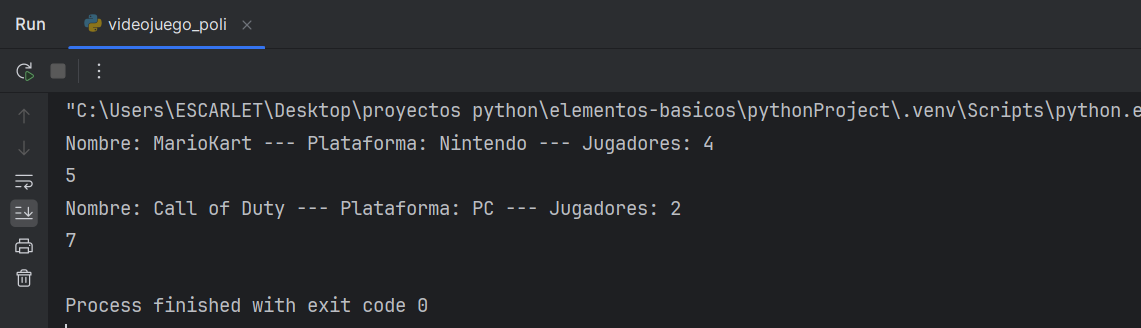 Run videojuego_poli
"C:\Users\ESCARLET\Desktop\proyectos python\elementos-basicos\pythonProject\.venv\Scripts\python.e
Nombre: MarioKart --- Plataforma: Nintendo --- Jugadores: 4
5
Nombre: Call of Duty --- Plataforma: PC --- Jugadores: 2
7
Process finished with exit code 0